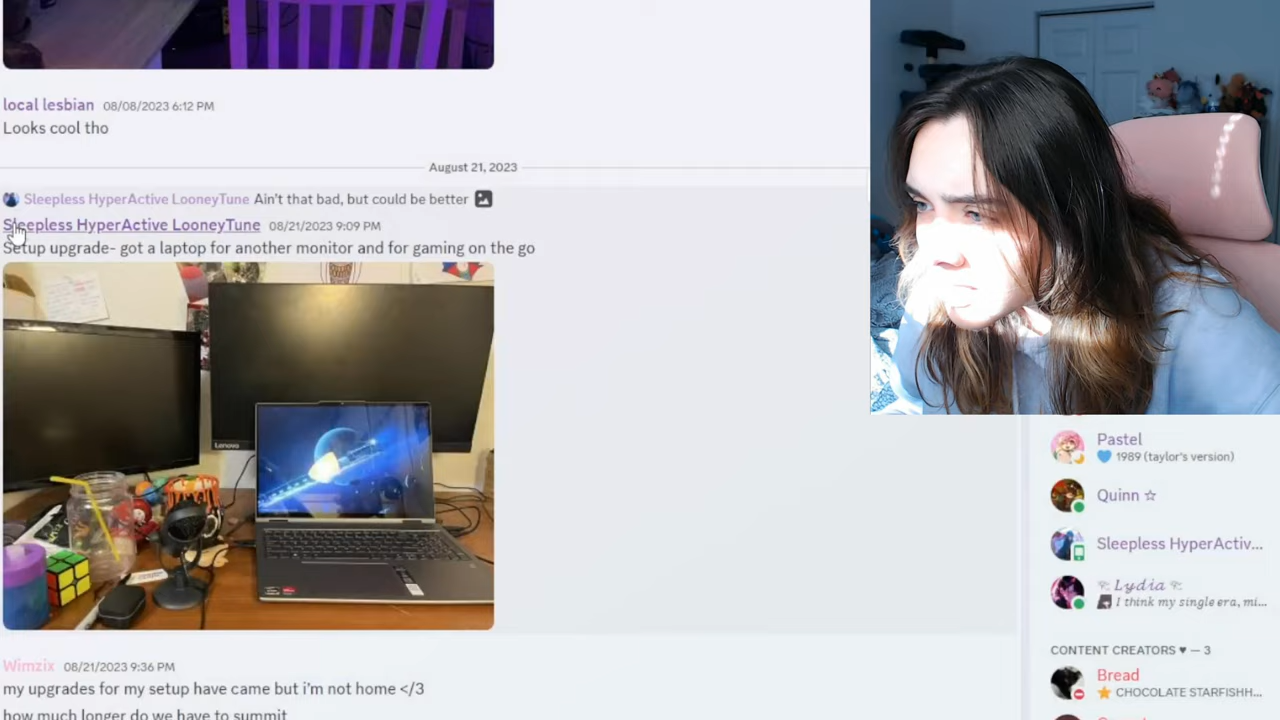 local lesbian 08/08/2023 6:12 PM
Looks cool tho
August 21, 2023
Sleepless HyperActive LooneyTune Ain't that bad, but could be better
Sleepless HyperActive LooneyTune 08/21/2023 9:09 PM
Setup upgrade- got a laptop for another monitor and for gaming on the go
Lenovo
Wimzix 08/21/2023 9:36 PM
my upgrades for my setup have came but i'm not home </3
how much longer do we have to summit
Pastel
💙 1989 (taylor's version)
Quinn ☆
Sleepless HyperActiv...
Lydia
I think my single era, mi...
CONTENT CREATORS ♥ — 3
Bread
⭐ CHOCOLATE STARFISHH...